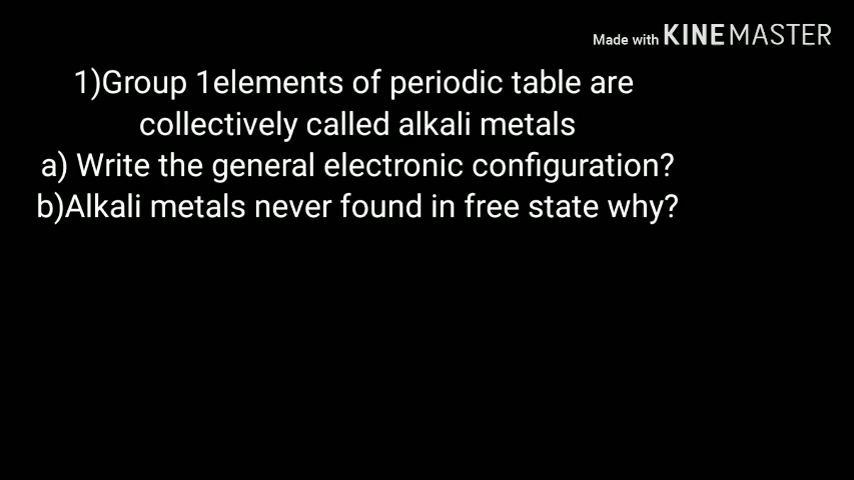 Made with KINEMASTER
1)Group 1elements of periodic table are
collectively called alkali metals
a) Write the general electronic configuration?
b)Alkali metals never found in free state why?